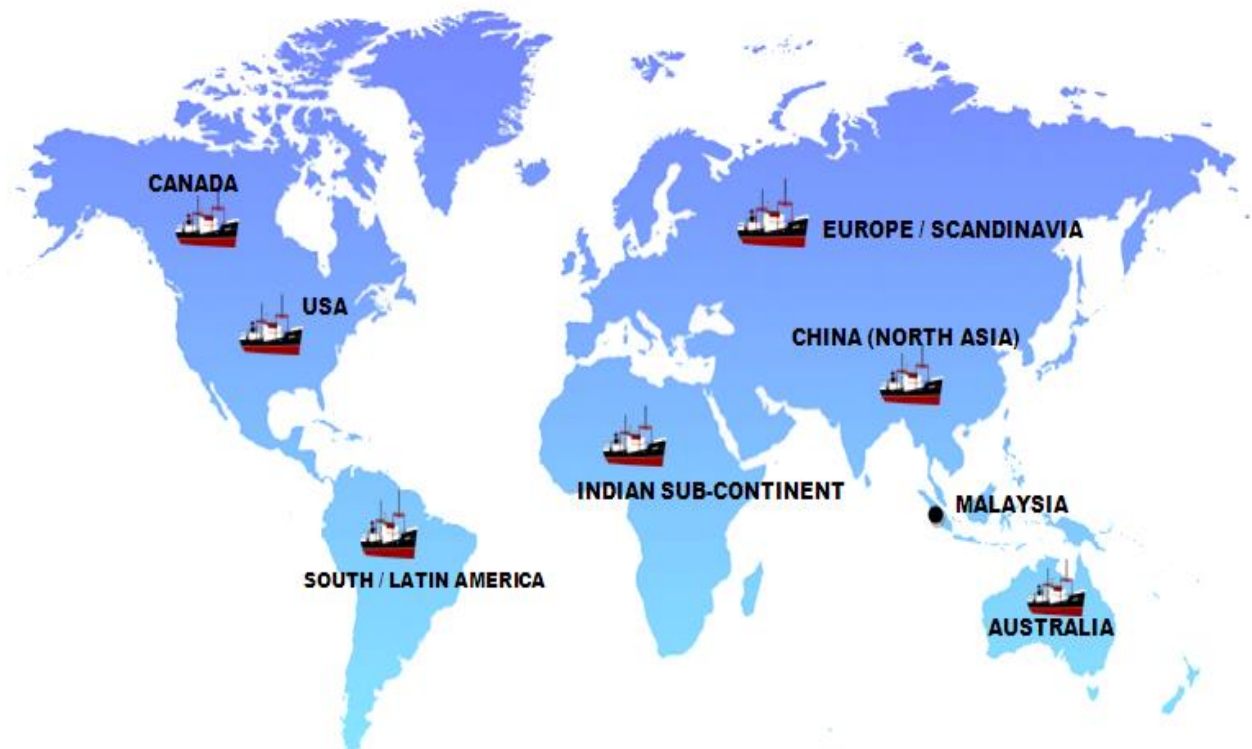 CANADA
EUROPE / SCANDINAVIA
USA
CHINA (NORTH ASIA)
INDIAN SUB-CONTINENT
MALAYSIA
SOUTH / LATIN AMERICA
AUSTRALIA